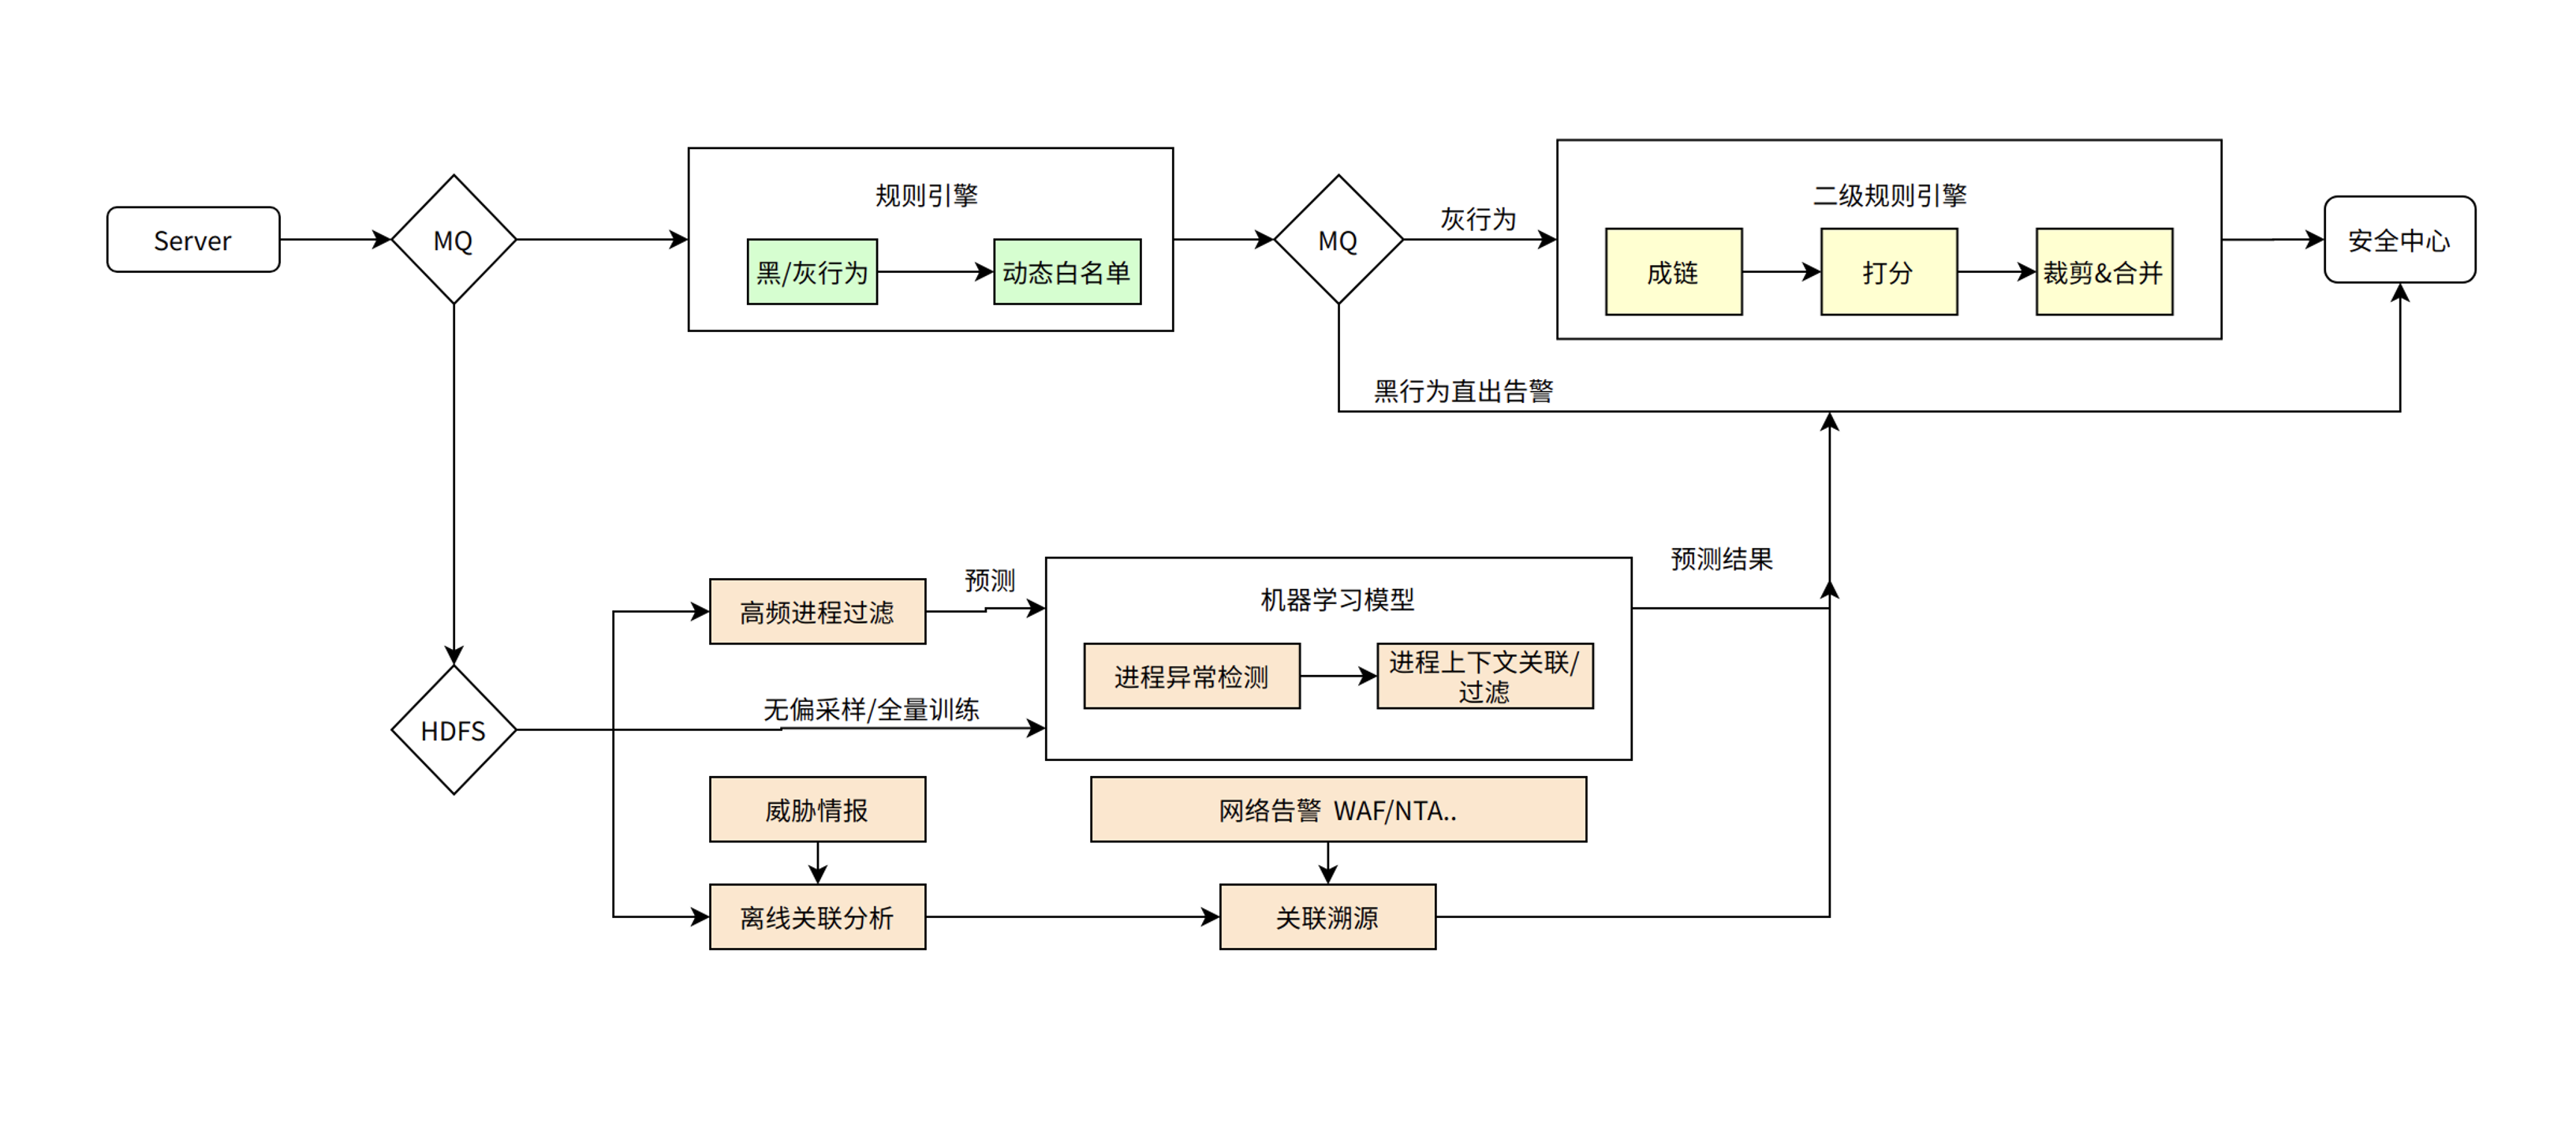 规则引擎
二级规则引擎
Server
MQ
黑/灰行为
动态白名单
MQ
灰行为
成链
打分
裁剪&合并
安全中心
黑行为直出告警
预测结果
预测
高频进程过滤
机器学习模型
进程异常检测
进程上下文关联/
过滤
无偏采样/全量训练
HDFS
威胁情报
网络告警 WAF/NTA..
离线关联分析
关联溯源